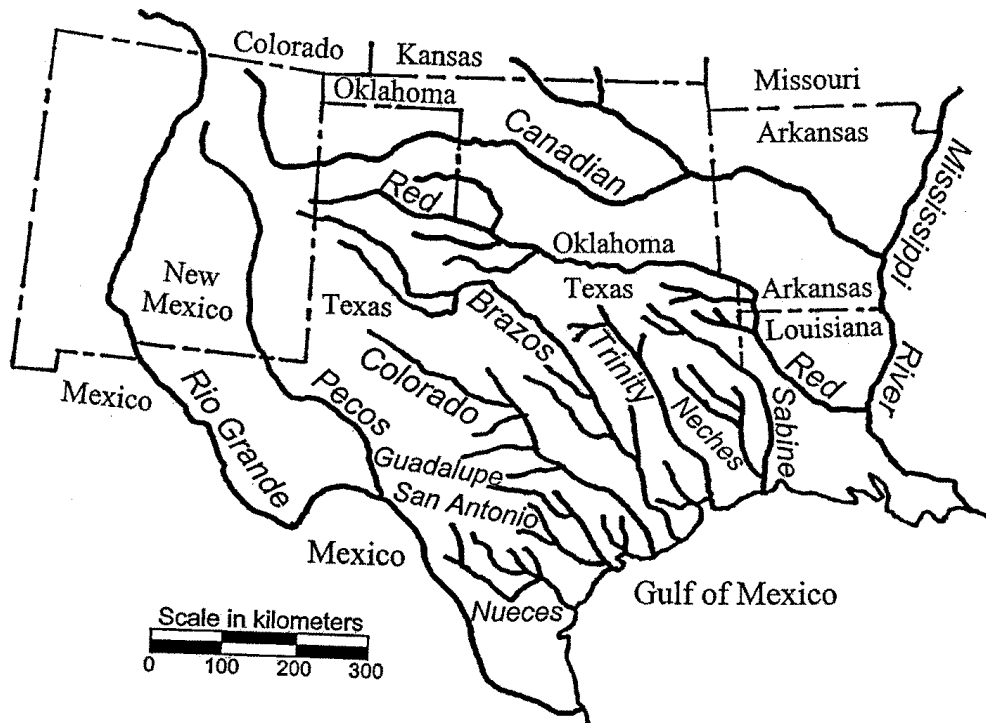 Colorado
Kansas
Missouri
Oklahoma
Arkansas
Canadian
Mississippi
Red
Oklahoma
New
Mexico
Texas
Texas
Arkansas
Louisiana
Brazos
Trinity
Colorado
Red
River
Mexico
Rio Grande
Pecos
Neches
Sabine
Guadalupe
San Antonio
Mexico
Gulf of Mexico
Nueces
Scale in kilometers
0 100 200 300